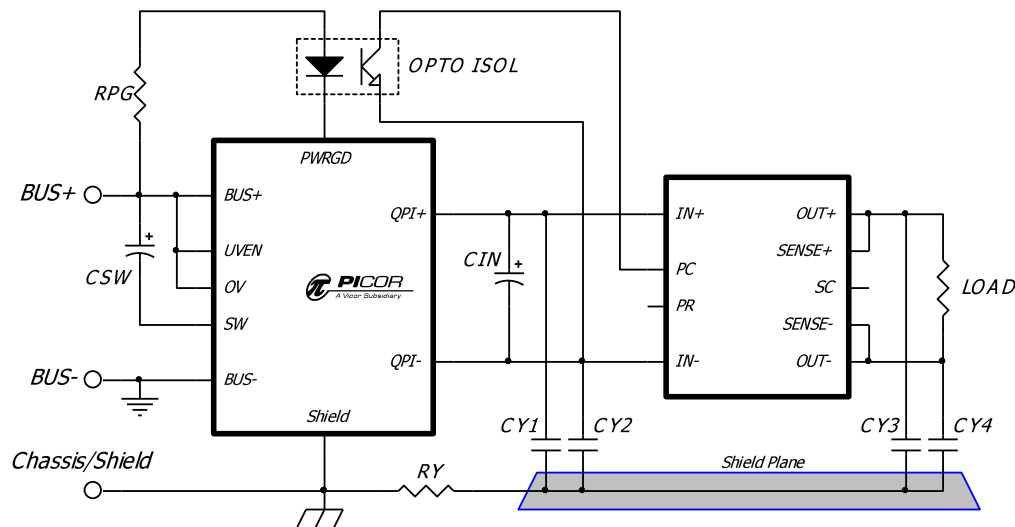 OPTO ISOL
RPG
PWRGD
BUS+
BUS+
QPI+
IN+
OUT+
UVEN
SENSE+
+
CSW
CIN
+
PC
OV
PICOR
A Vicor Subsidiary
SC
LOAD
PR
SW
SENSE-
QPI-
IN-
OUT-
BUS-
BUS-
Shield
CY1
CY2
CY3
CY4
Chassis/Shield
RY
Shield Plane